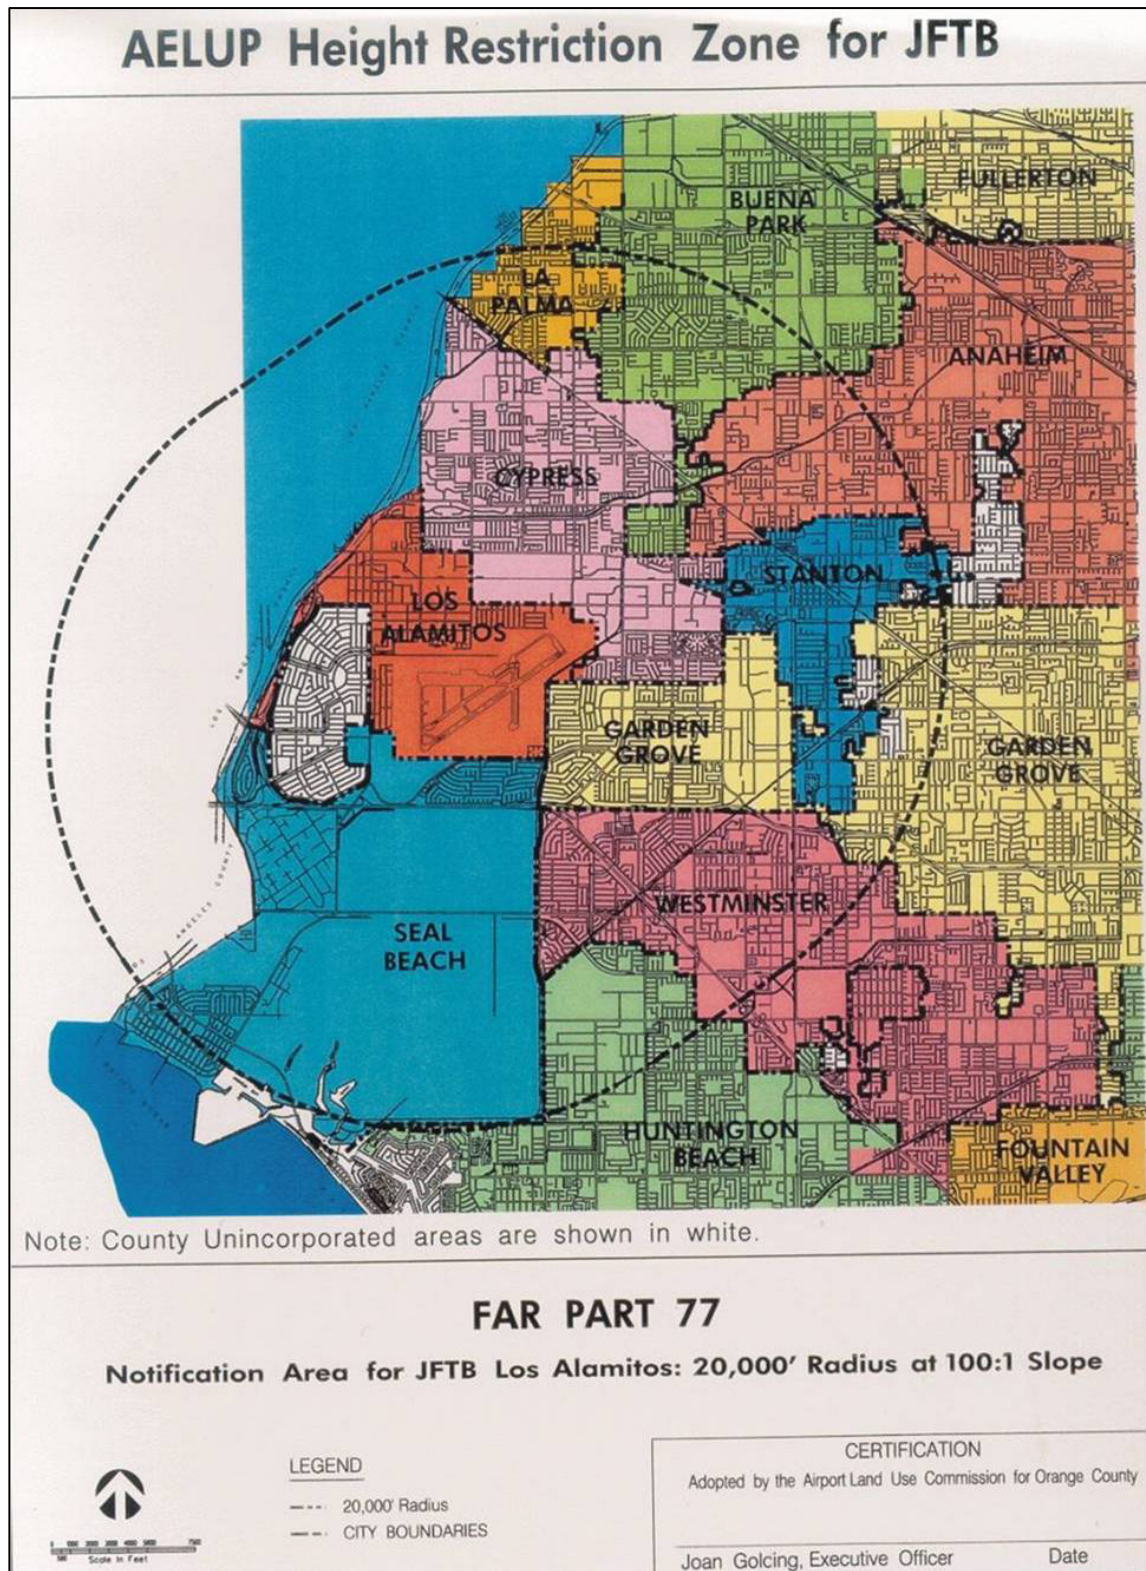 AELUP Height Restriction Zone for JFTB
FULLERTON
BUENA
PARK
LA
PALMA
ANAHEIM
CYPRESS
STANTON
LOS
ALAMITOS
GARDEN
GROVE
GARDEN
GROVE
WESTMINSTER
SEAL
BEACH
HUNTINGTON
BEACH
FOUNTAIN
VALLEY
Note: County Unincorporated areas are shown in white.
FAR PART 77
Notification Area for JFTB Los Alamitos: 20,000' Radius at 100:1 Slope
LEGEND
20,000' Radius
CITY BOUNDARIES
Scale In Feet
CERTIFICATION
Adopted by the Airport Land Use Commission for Orange County
Joan Golcing, Executive Officer Date